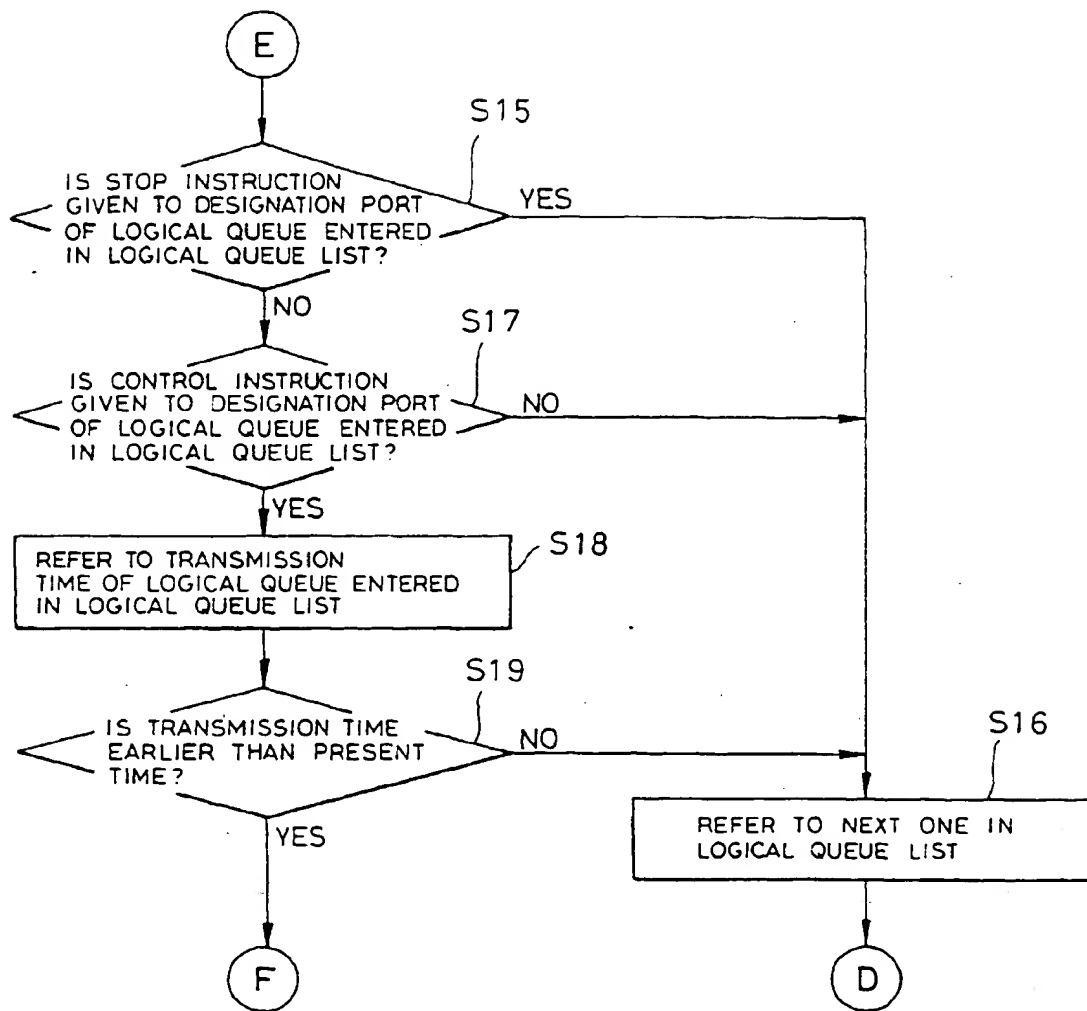 E
S15
IS STOP INSTRUCTION
GIVEN TO DESIGNATION PORT
OF LOGICAL QUEUE ENTERED
IN LOGICAL QUEUE LIST?
YES
NO
S17
IS CONTROL INSTRUCTION
GIVEN TO DESIGNATION PORT
OF LOGICAL QUEUE ENTERED
IN LOGICAL QUEUE LIST?
NO
YES
S18
REFER TO TRANSMISSION
TIME OF LOGICAL QUEUE ENTERED
IN LOGICAL QUEUE LIST
S19
IS TRANSMISSION TIME
EARLIER THAN PRESENT
TIME?
NO
YES
S16
REFER TO NEXT ONE IN
LOGICAL QUEUE LIST
F
D